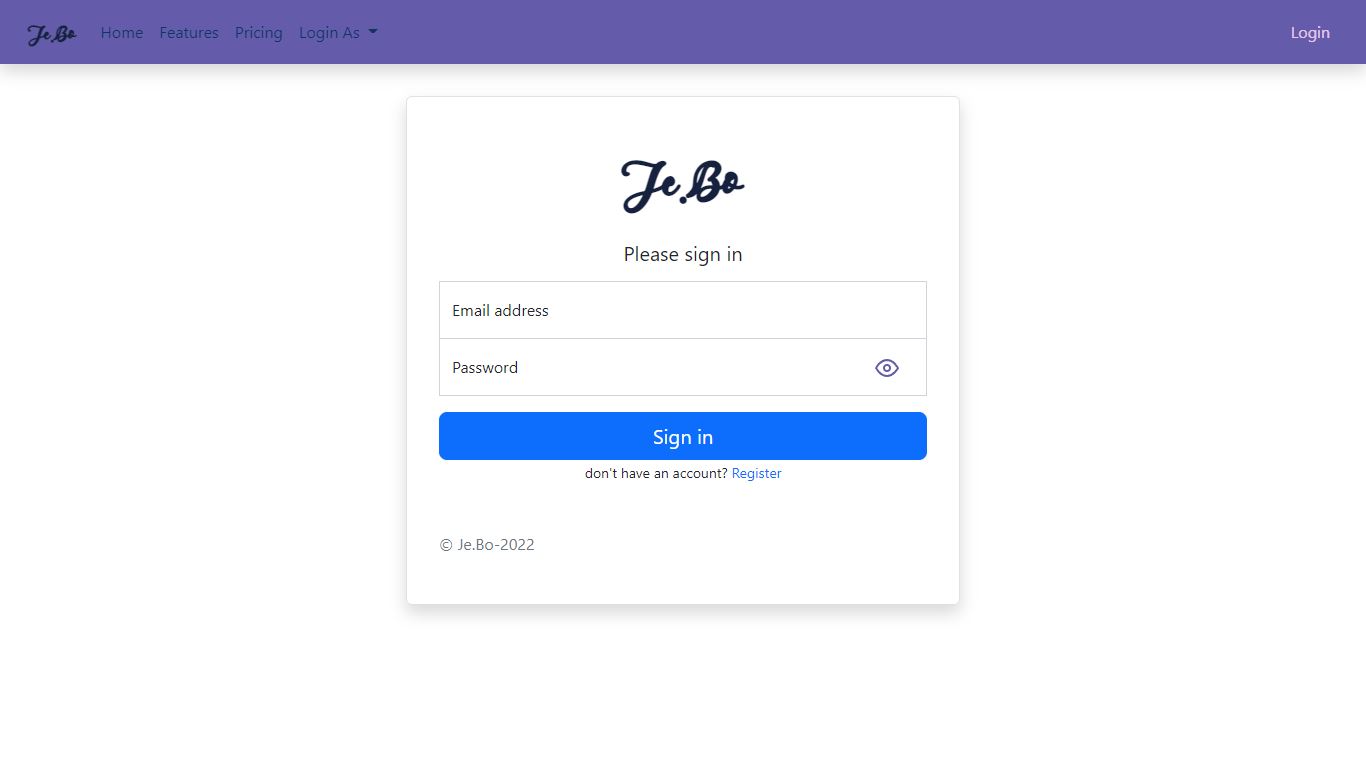 Je.Bo Home Features Pricing Login As Login
Je.Bo
Please sign in
Email address
Password
Sign in
don't have an account? Register
© Je.Bo-2022